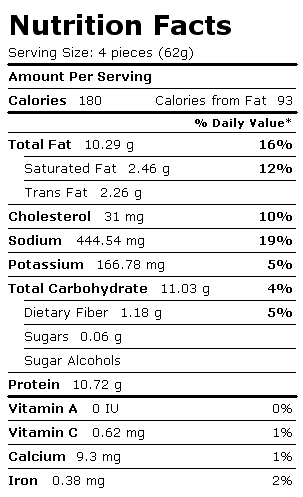 Nutrition Facts
Serving Size: 4 pieces (62g)
Amount Per Serving
Calories 180 Calories from Fat 93
% Daily Value*
Total Fat 10.29 g 16%
Saturated Fat 2.46 g 12%
Trans Fat 2.26 g
Cholesterol 31 mg 10%
Sodium 444.54 mg 19%
Potassium 166.78 mg 5%
Total Carbohydrate 11.03 g 4%
Dietary Fiber 1.18 g 5%
Sugars 0.06 g
Sugar Alcohols
Protein 10.72 g
Vitamin A 0 IU 0%
Vitamin C 0.62 mg 1%
Calcium 9.3 mg 1%
Iron 0.38 mg 2%